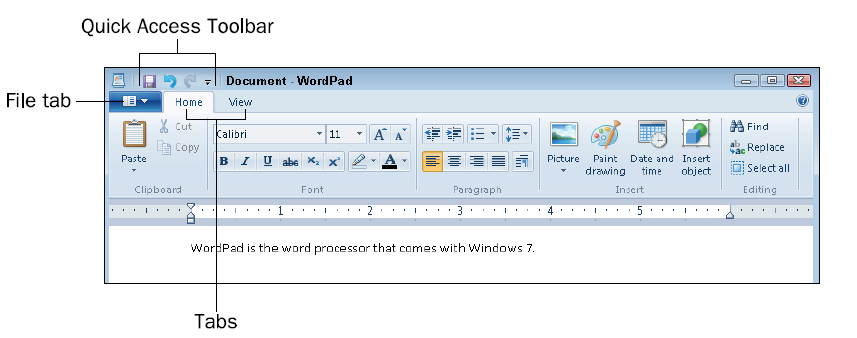 Quick Access Toolbar
Document - WordPad
File tab
Home View
Cut
Calibri 11 A A Find
Copy
abc
ac Replace
Paste B I U abc X₂ X² A Picture Paint drawing Date and time Insert object Select all
Clipboard Font Paragraph Insert Editing
1 2 3 4 5
WordPad is the word processor that comes with Windows 7.
Tabs